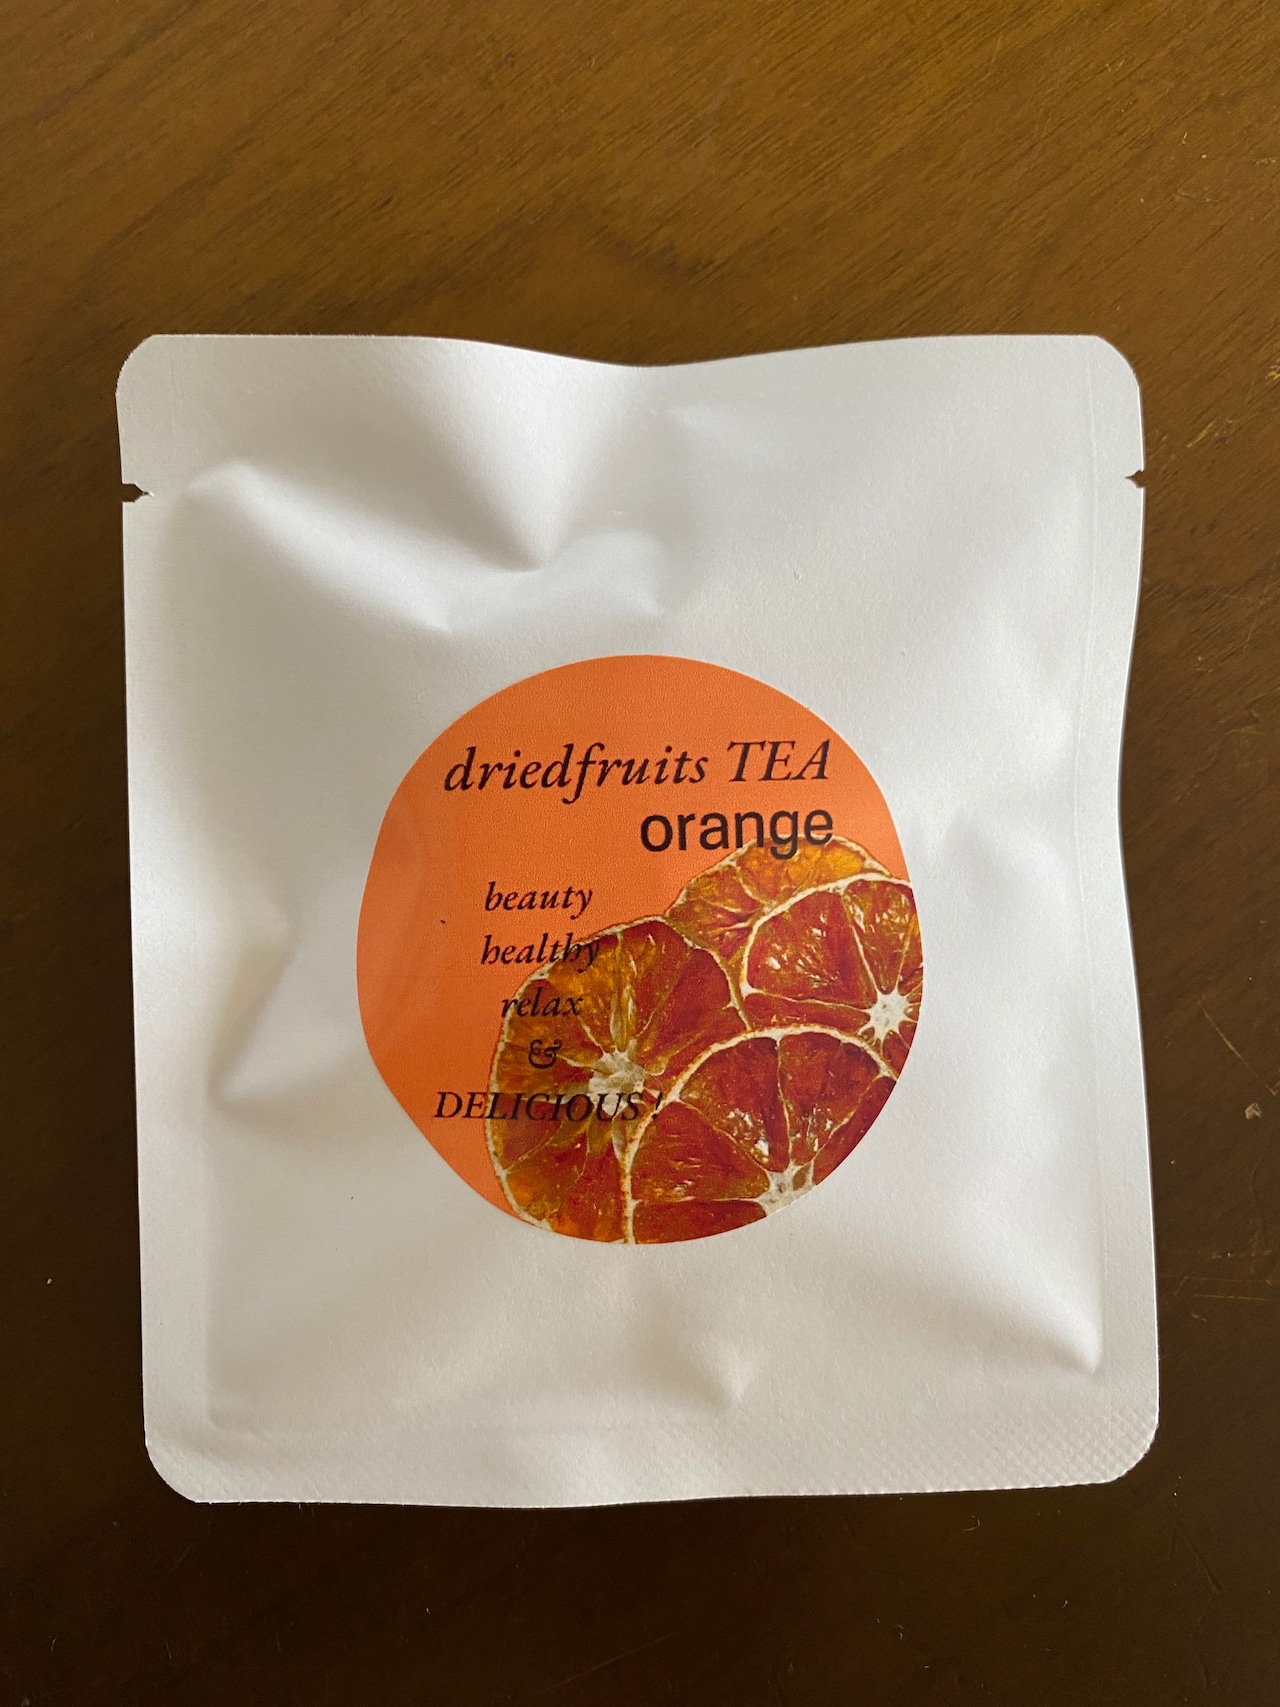 driedfruits TEA
orange
beauty
healthy
relax
&
DELICIOUS !